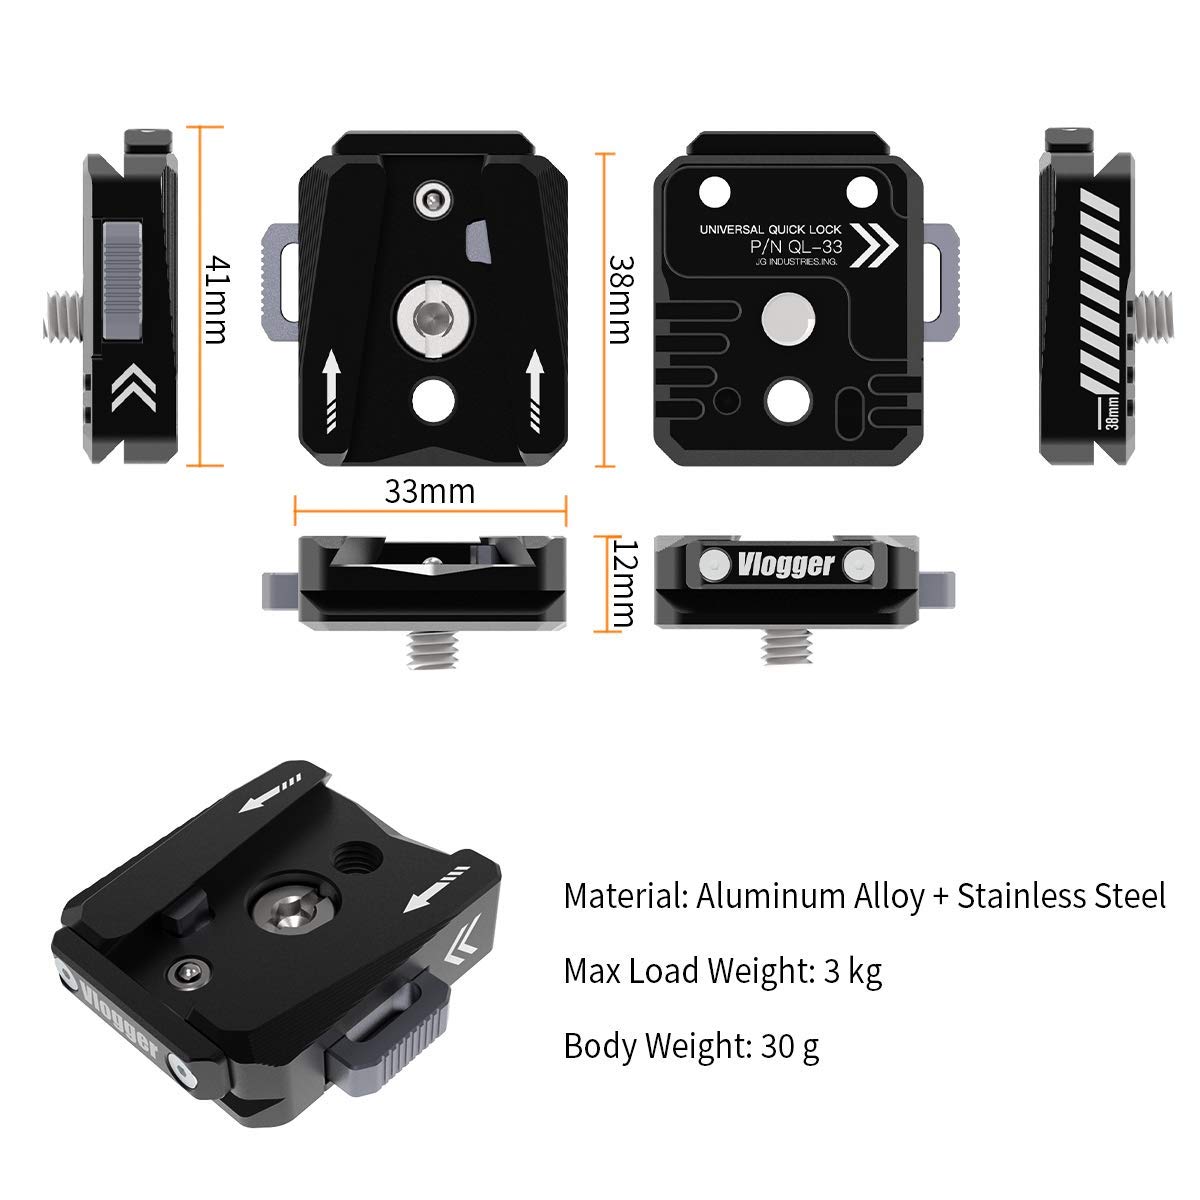 41mm
38mm
UNIVERSAL QUICK LOCK
P/N QL-33
JG INDUSTRIES.ING.
38mm
33mm
12mm
Vlogger
Vlogger
Material: Aluminum Alloy + Stainless Steel
Max Load Weight: 3 kg
Body Weight: 30 g